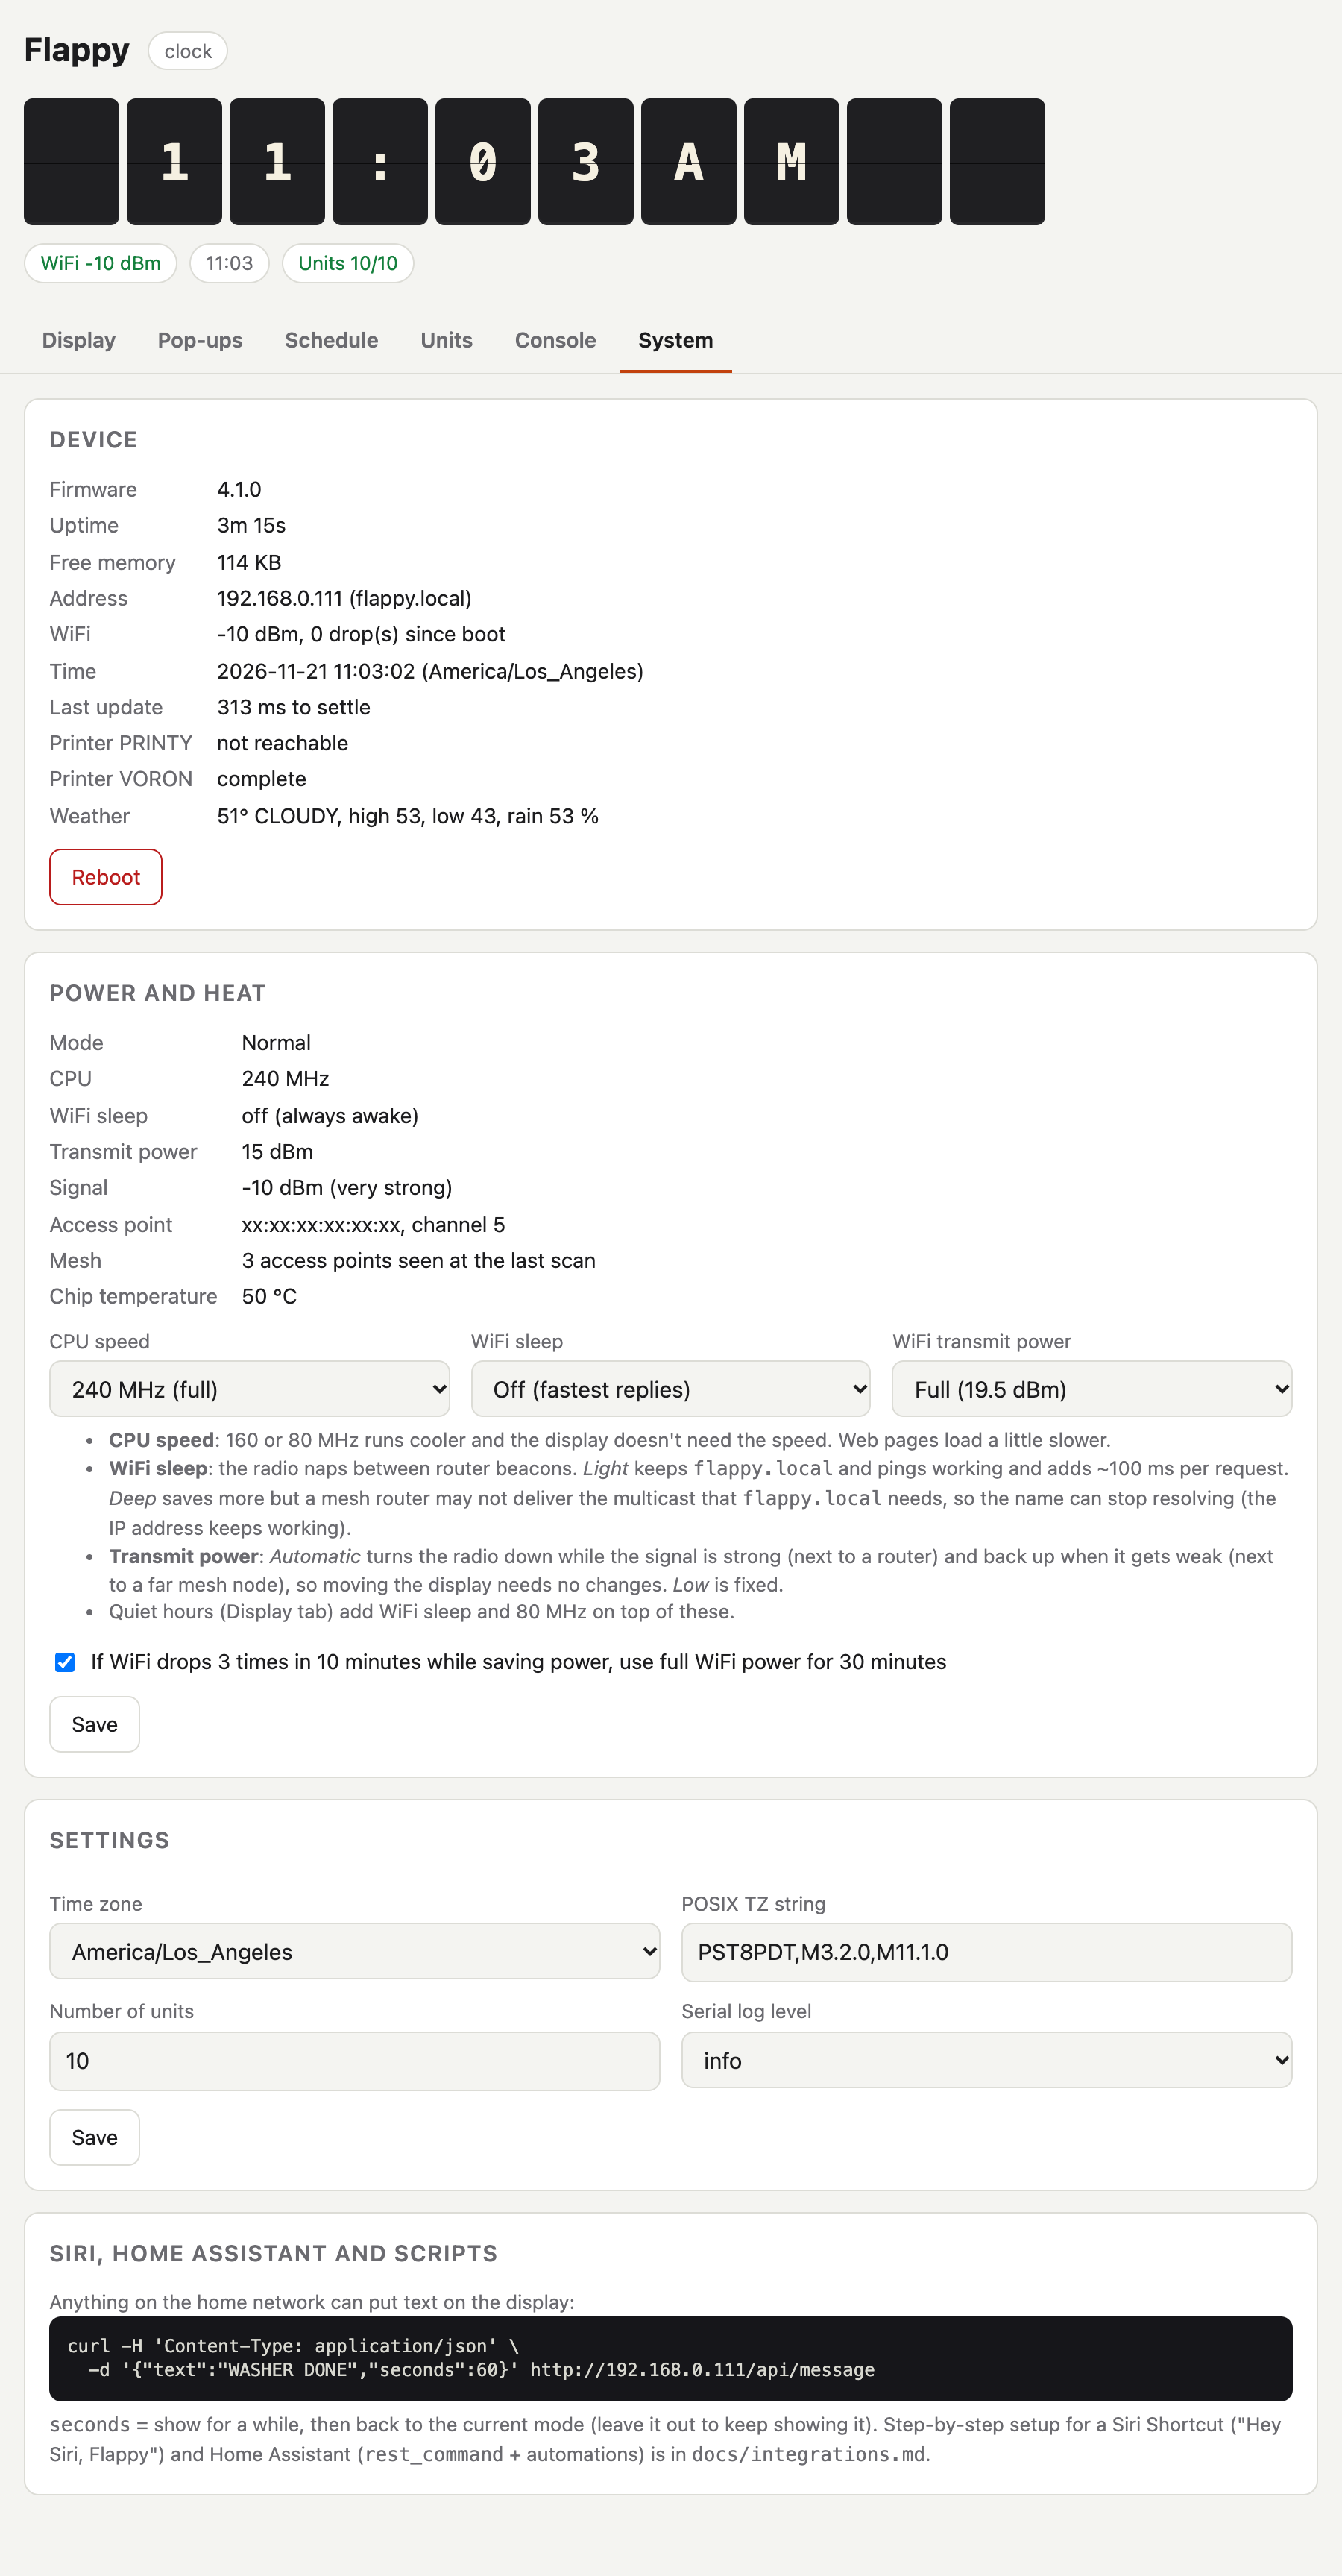 Flappy clock
11:03AM
WiFi -10 dBm 11:03 Units 10/10
Display Pop-ups Schedule Units Console System
DEVICE
Firmware 4.1.0
Uptime 3m 15s
Free memory 114 KB
Address 192.168.0.111 (flappy.local)
WiFi -10 dBm, 0 drop(s) since boot
Time 2026-11-21 11:03:02 (America/Los_Angeles)
Last update 313 ms to settle
Printer PRINTY not reachable
Printer VORON complete
Weather 51° CLOUDY, high 53, low 43, rain 53 %
Reboot
POWER AND HEAT
Mode Normal
CPU 240 MHz
WiFi sleep off (always awake)
Transmit power 15 dBm
Signal -10 dBm (very strong)
Access point xx:xx:xx:xx:xx:xx, channel 5
Mesh 3 access points seen at the last scan
Chip temperature 50 °C
CPU speed WiFi sleep WiFi transmit power
240 MHz (full) Off (fastest replies) Full (19.5 dBm)
• CPU speed: 160 or 80 MHz runs cooler and the display doesn't need the speed. Web pages load a little slower.
• WiFi sleep: the radio naps between router beacons. Light keeps flappy.local and pings working and adds ~100 ms per request.
Deep saves more but a mesh router may not deliver the multicast that flappy.local needs, so the name can stop resolving (the
IP address keeps working).
• Transmit power: Automatic turns the radio down while the signal is strong (next to a router) and back up when it gets weak (next
to a far mesh node), so moving the display needs no changes. Low is fixed.
• Quiet hours (Display tab) add WiFi sleep and 80 MHz on top of these.
If WiFi drops 3 times in 10 minutes while saving power, use full WiFi power for 30 minutes
Save
SETTINGS
Time zone POSIX TZ string
America/Los_Angeles PST8PDT,M3.2.0,M11.1.0
Number of units Serial log level
10 info
Save
SIRI, HOME ASSISTANT AND SCRIPTS
Anything on the home network can put text on the display:
curl -H 'Content-Type: application/json' \
-d '{"text":"WASHER DONE","seconds":60}' http://192.168.0.111/api/message
seconds = show for a while, then back to the current mode (leave it out to keep showing it). Step-by-step setup for a Siri Shortcut ("Hey
Siri, Flappy") and Home Assistant (rest_command + automations) is in docs/integrations.md.